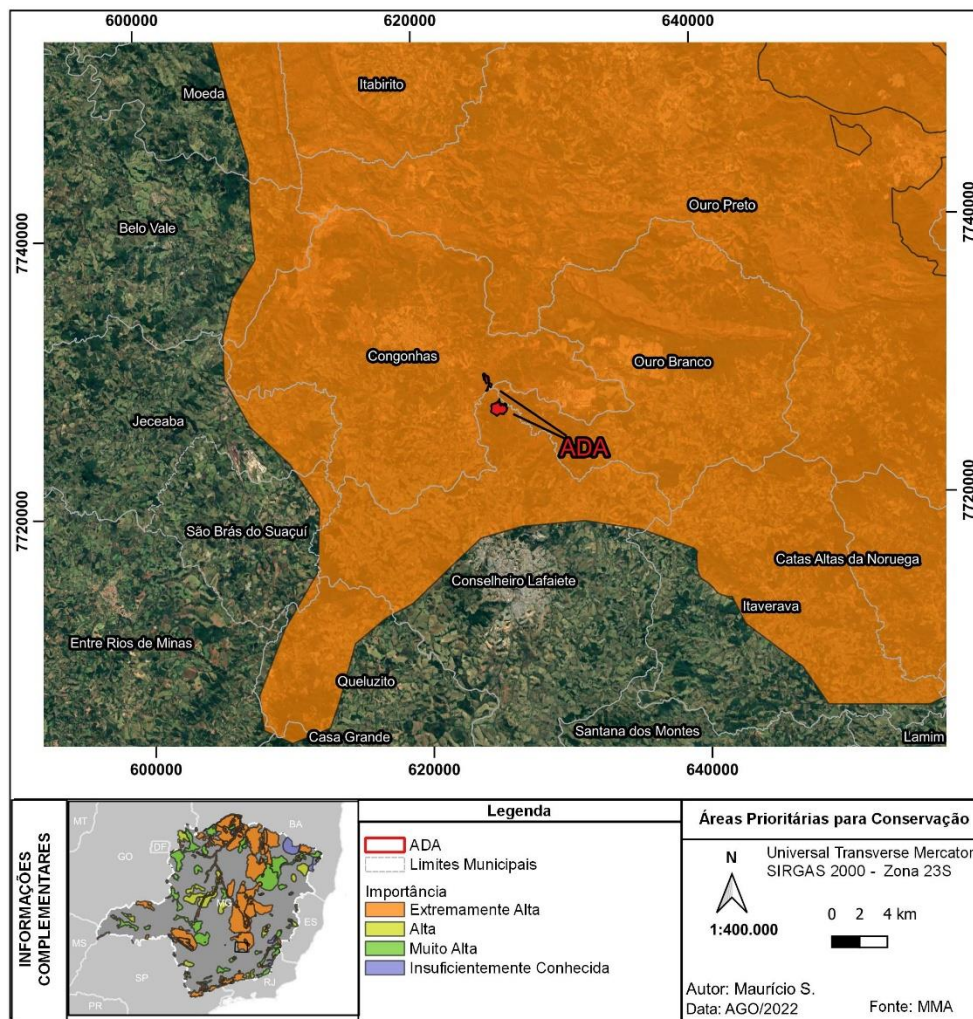 600000
620000
640000
Itabirito
Moeda
Ouro Preto
7740000
7740000
Belo Vale
Congonhas
Ouro Branco
Jeceaba
ADA
7720000
7720000
São Brás do Suaçuí
Catas Altas da Noruega
Conselheiro Lafaiete
Itaverava
Entre Rios de Minas
Queluzito
Santana dos Montes
Casa Grande
Lamim
600000
620000
640000
INFORMAÇÕES
COMPLEMENTARES
MT
BA
GO
DF
MG
ES
MS
SP
RJ
PR
Legenda
ADA
Limites Municipais
Importância
Extremamente Alta
Alta
Muito Alta
Insuficientemente Conhecida
Áreas Prioritárias para Conservação
N
Universal Transverse Mercator
SIRGAS 2000 - Zona 23S
1:400.000
0 2 4 km
Autor: Maurício S.
Data: AGO/2022
Fonte: MMA